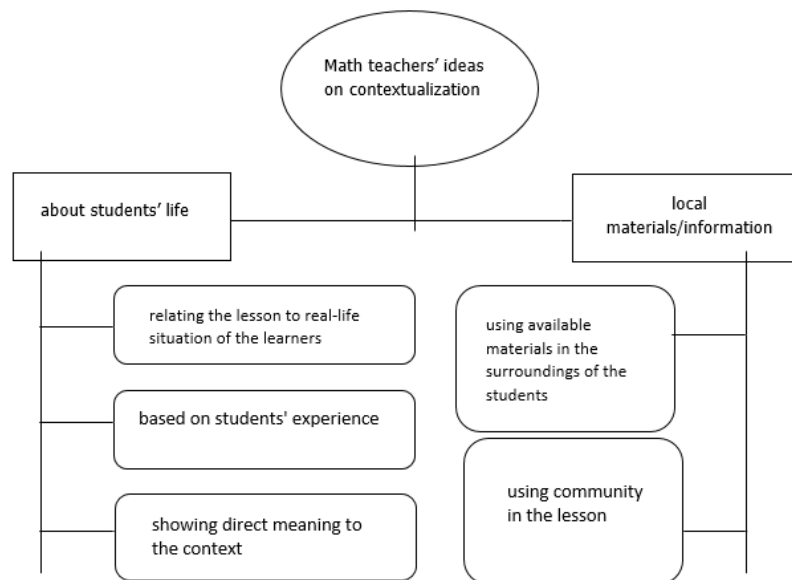 Math teachers’ ideas
on contextualization
about students’ life
local
materials/information
relating the lesson to real-life
situation of the learners
based on students' experience
showing direct meaning to
the context
using available
materials in the
surroundings of the
students
using community
in the lesson